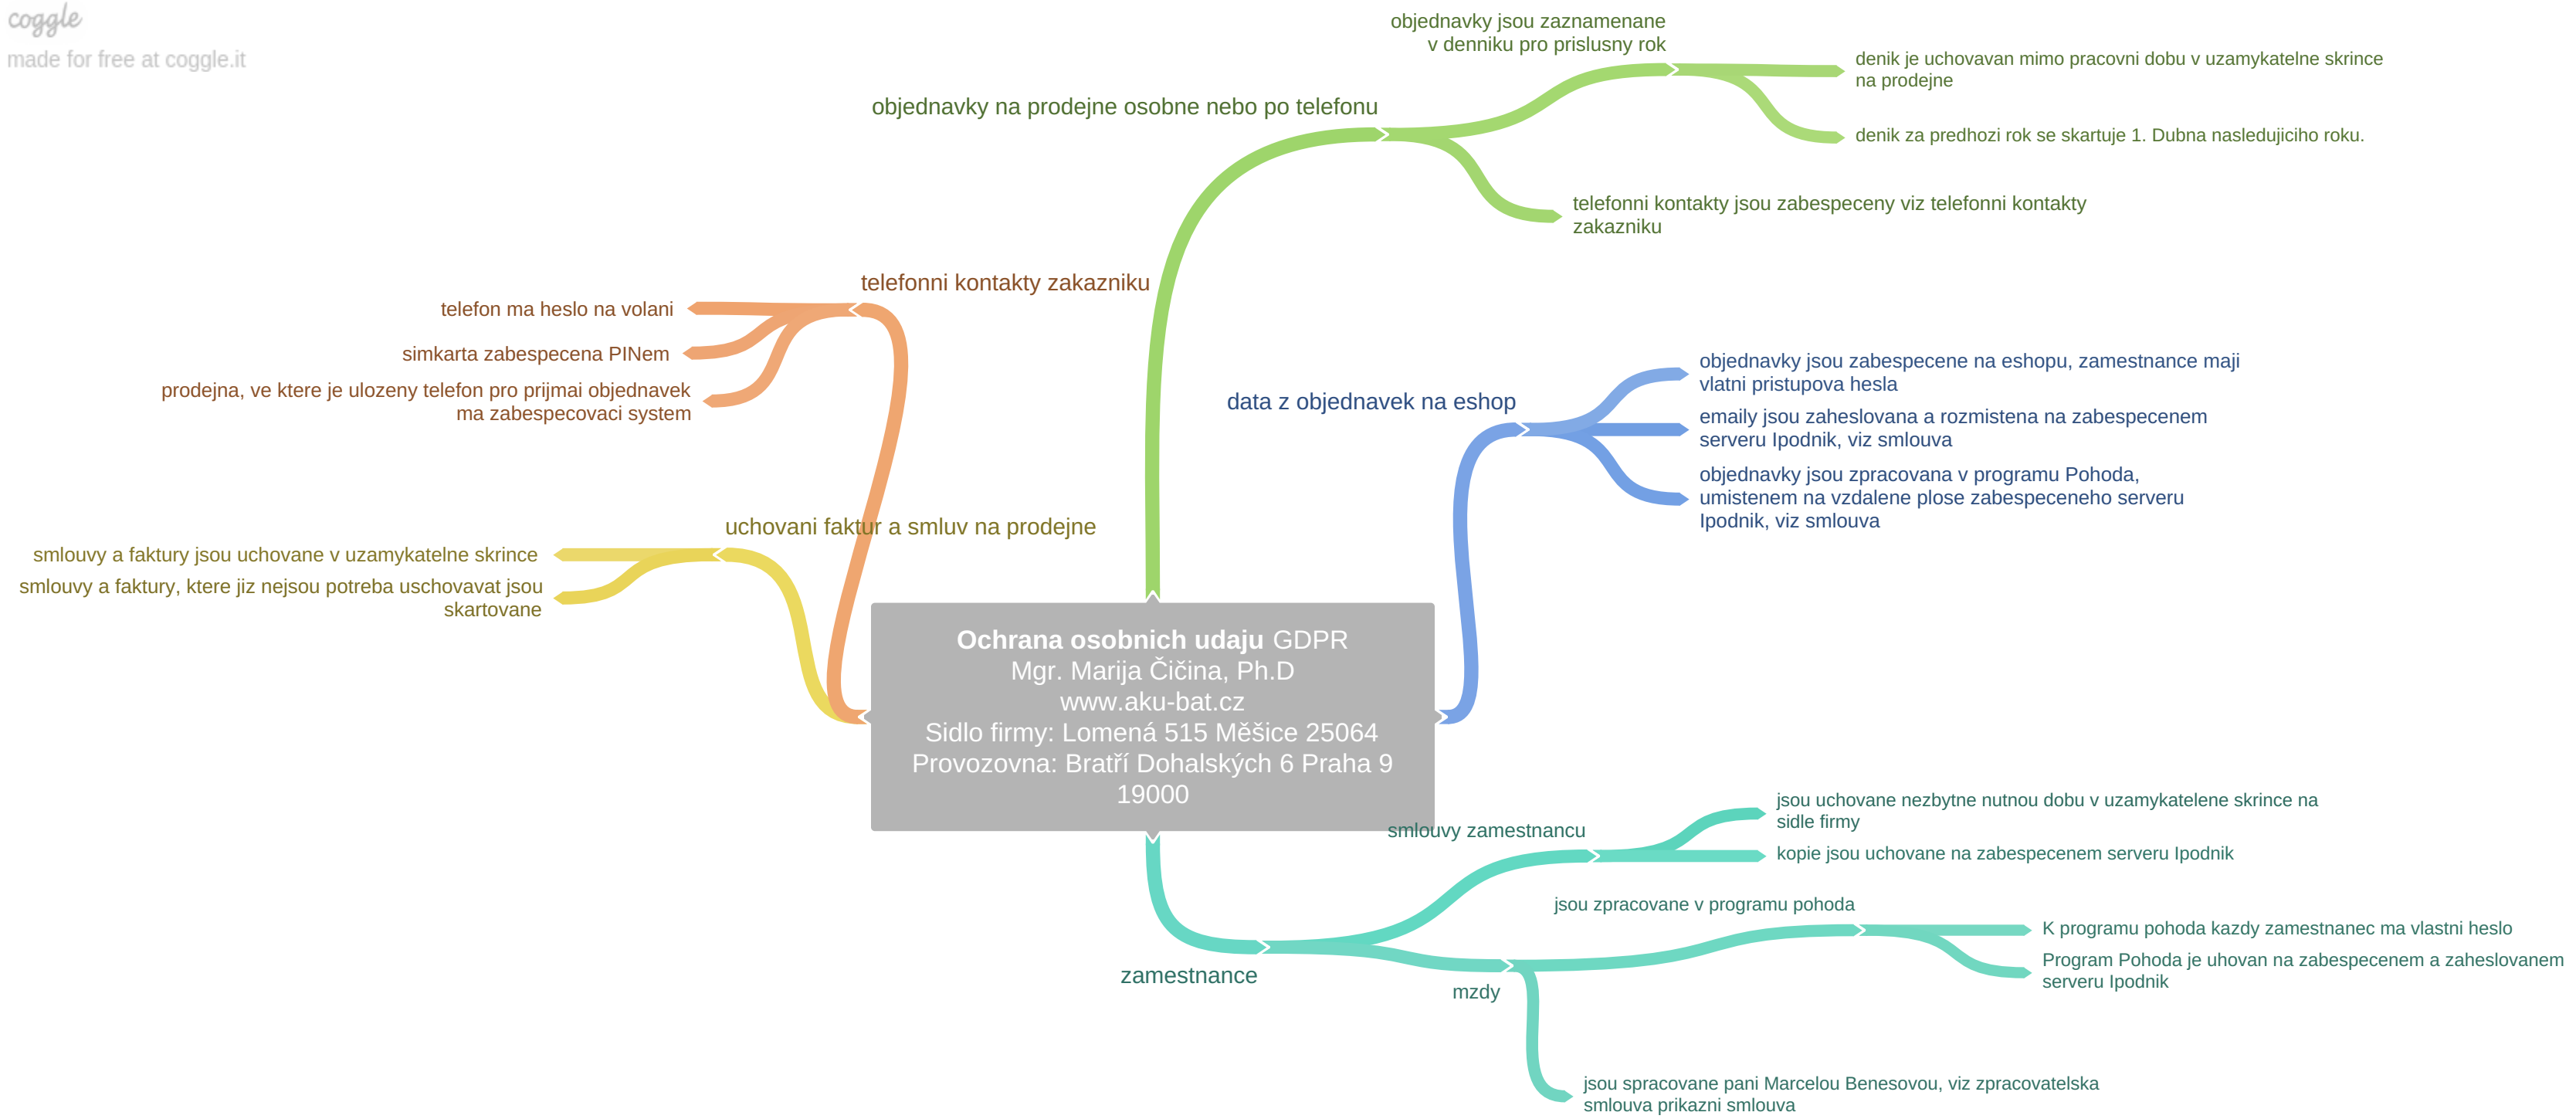 coggle
made for free at coggle.it
objednavky jsou zaznamenane
v denniku pro prislusny rok
denik je uchovavan mimo pracovni dobu v uzamykatelne skrince
na prodejne
denik za predhozi rok se skartuje 1. Dubna nasledujiciho roku.
objednavky na prodejne osobne nebo po telefonu
telefonni kontakty jsou zabespeceny viz telefonni kontakty
zakazniku
telefonni kontakty zakazniku
telefon ma heslo na volani
simkarta zabespecena PINem
prodejna, ve ktere je ulozeny telefon pro prijmai objednavek
ma zabespecovaci system
data z objednavek na eshop
objednavky jsou zabespecene na eshopu, zamestnance maji
vlatni pristupova hesla
emaily jsou zaheslovana a rozmistena na zabespecenem
serveru Ipodnik, viz smlouva
objednavky jsou zpracovana v programu Pohoda,
umistenem na vzdalene plose zabespeceneho serveru
Ipodnik, viz smlouva
uchovani faktur a smluv na prodejne
smlouvy a faktury jsou uchovane v uzamykatelne skrince
smlouvy a faktury, ktere jiz nejsou potreba uschovavat jsou
skartovane
Ochrana osobnich udaju GDPR
Mgr. Marija Čičina, Ph.D
www.aku-bat.cz
Sidlo firmy: Lomená 515 Měšice 25064
Provozovna: Bratří Dohalských 6 Praha 9
19000
smlouvy zamestnancu
jsou uchovane nezbytne nutnou dobu v uzamykatelene skrince na
sidle firmy
kopie jsou uchovane na zabespecenem serveru Ipodnik
zamestnance
mzdy
jsou zpracovane v programu pohoda
K programu pohoda kazdy zamestnanec ma vlastni heslo
Program Pohoda je uhovan na zabespecenem a zaheslovanem
serveru Ipodnik
jsou spracovane pani Marcelou Benesovou, viz zpracovatelska
smlouva prikazni smlouva